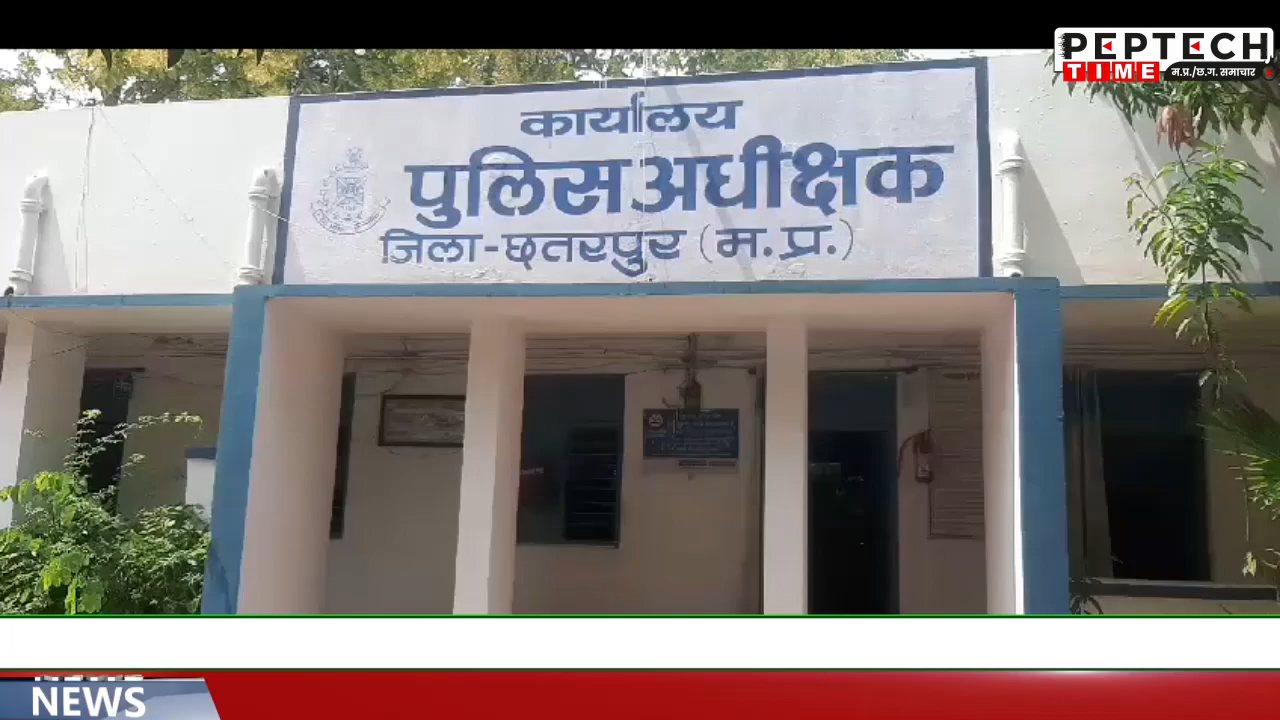 PEPTECH
TIME म.प्र./छ.ग. समाचार
कार्यालय
पुलिस अधीक्षक
जिला-छतरपुर (म.प्र.)
NEWS